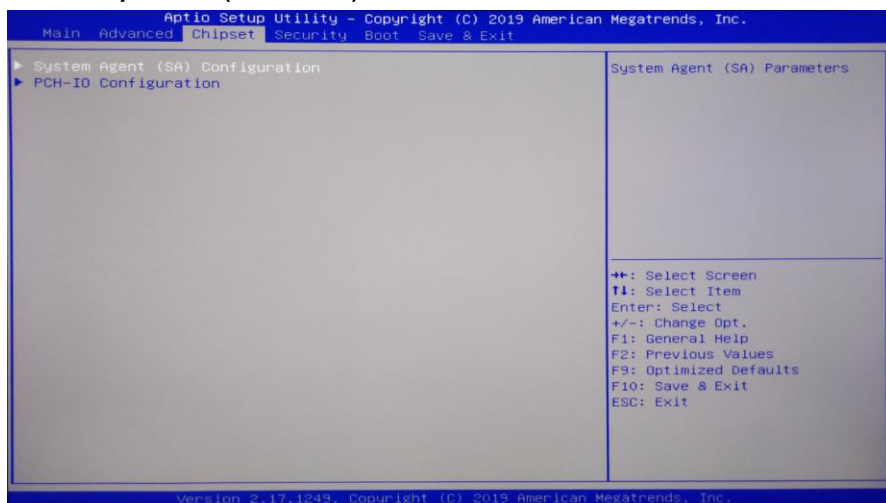 Aptio Setup Utility – Copyright (C) 2019 American Megatrends, Inc.
Main Advanced Chipset Security Boot Save & Exit
▶ System Agent (SA) Configuration
▶ PCH-IO Configuration
System Agent (SA) Parameters
→←: Select Screen
↑↓: Select Item
Enter: Select
+/-: Change Opt.
F1: General Help
F2: Previous Values
F9: Optimized Defaults
F10: Save & Exit
ESC: Exit
Version 2.17.1249. Copyright (C) 2019 American Megatrends, Inc.